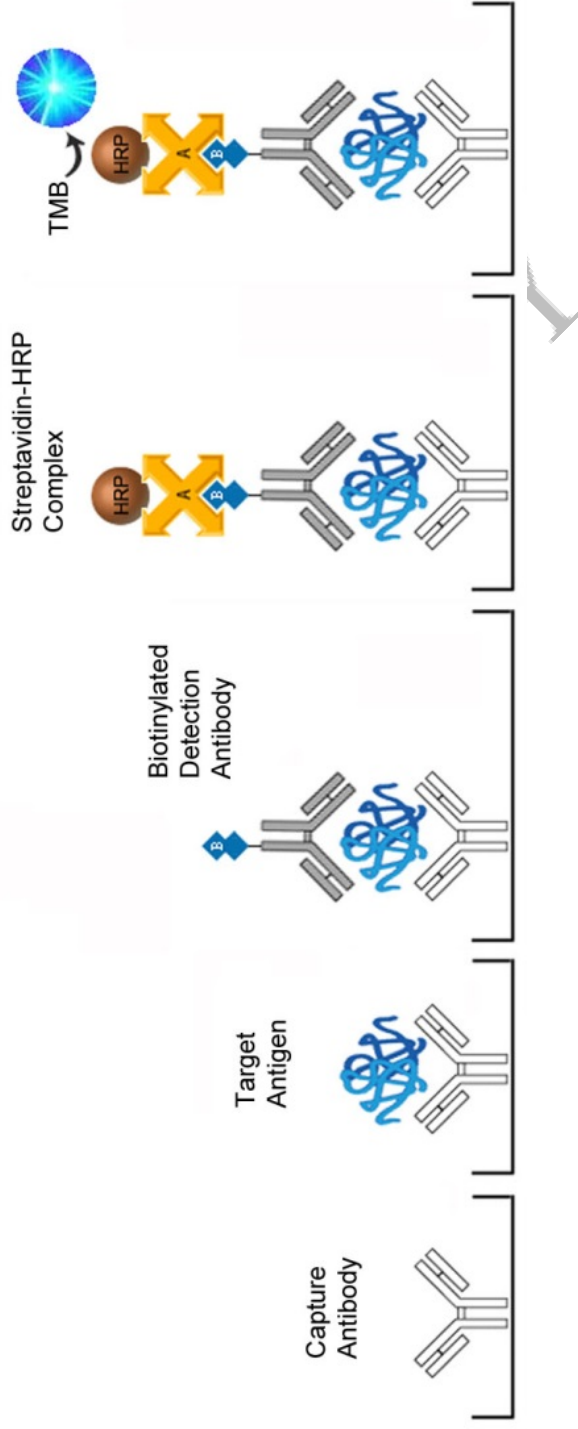 Capture
Antibody
Target
Antigen
Biotinylated
Detection
Antibody
B
Streptavidin-HRP
Complex
HRP
A
B
TMB
HRP
A
B